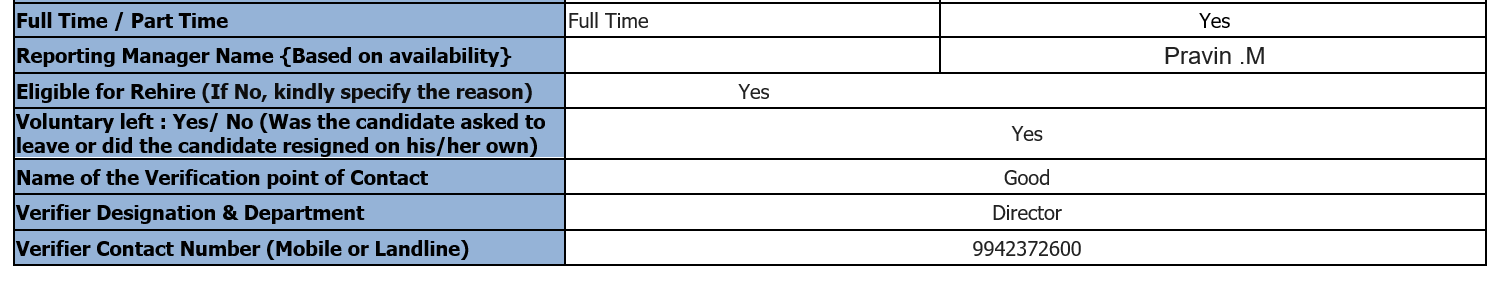 Full Time / Part Time Full Time Yes
Reporting Manager Name {Based on availability} Pravin .M
Eligible for Rehire (If No, kindly specify the reason) Yes
Voluntary left : Yes/ No (Was the candidate asked to
leave or did the candidate resigned on his/her own) Yes
Name of the Verification point of Contact Good
Verifier Designation & Department Director
Verifier Contact Number (Mobile or Landline) 9942372600